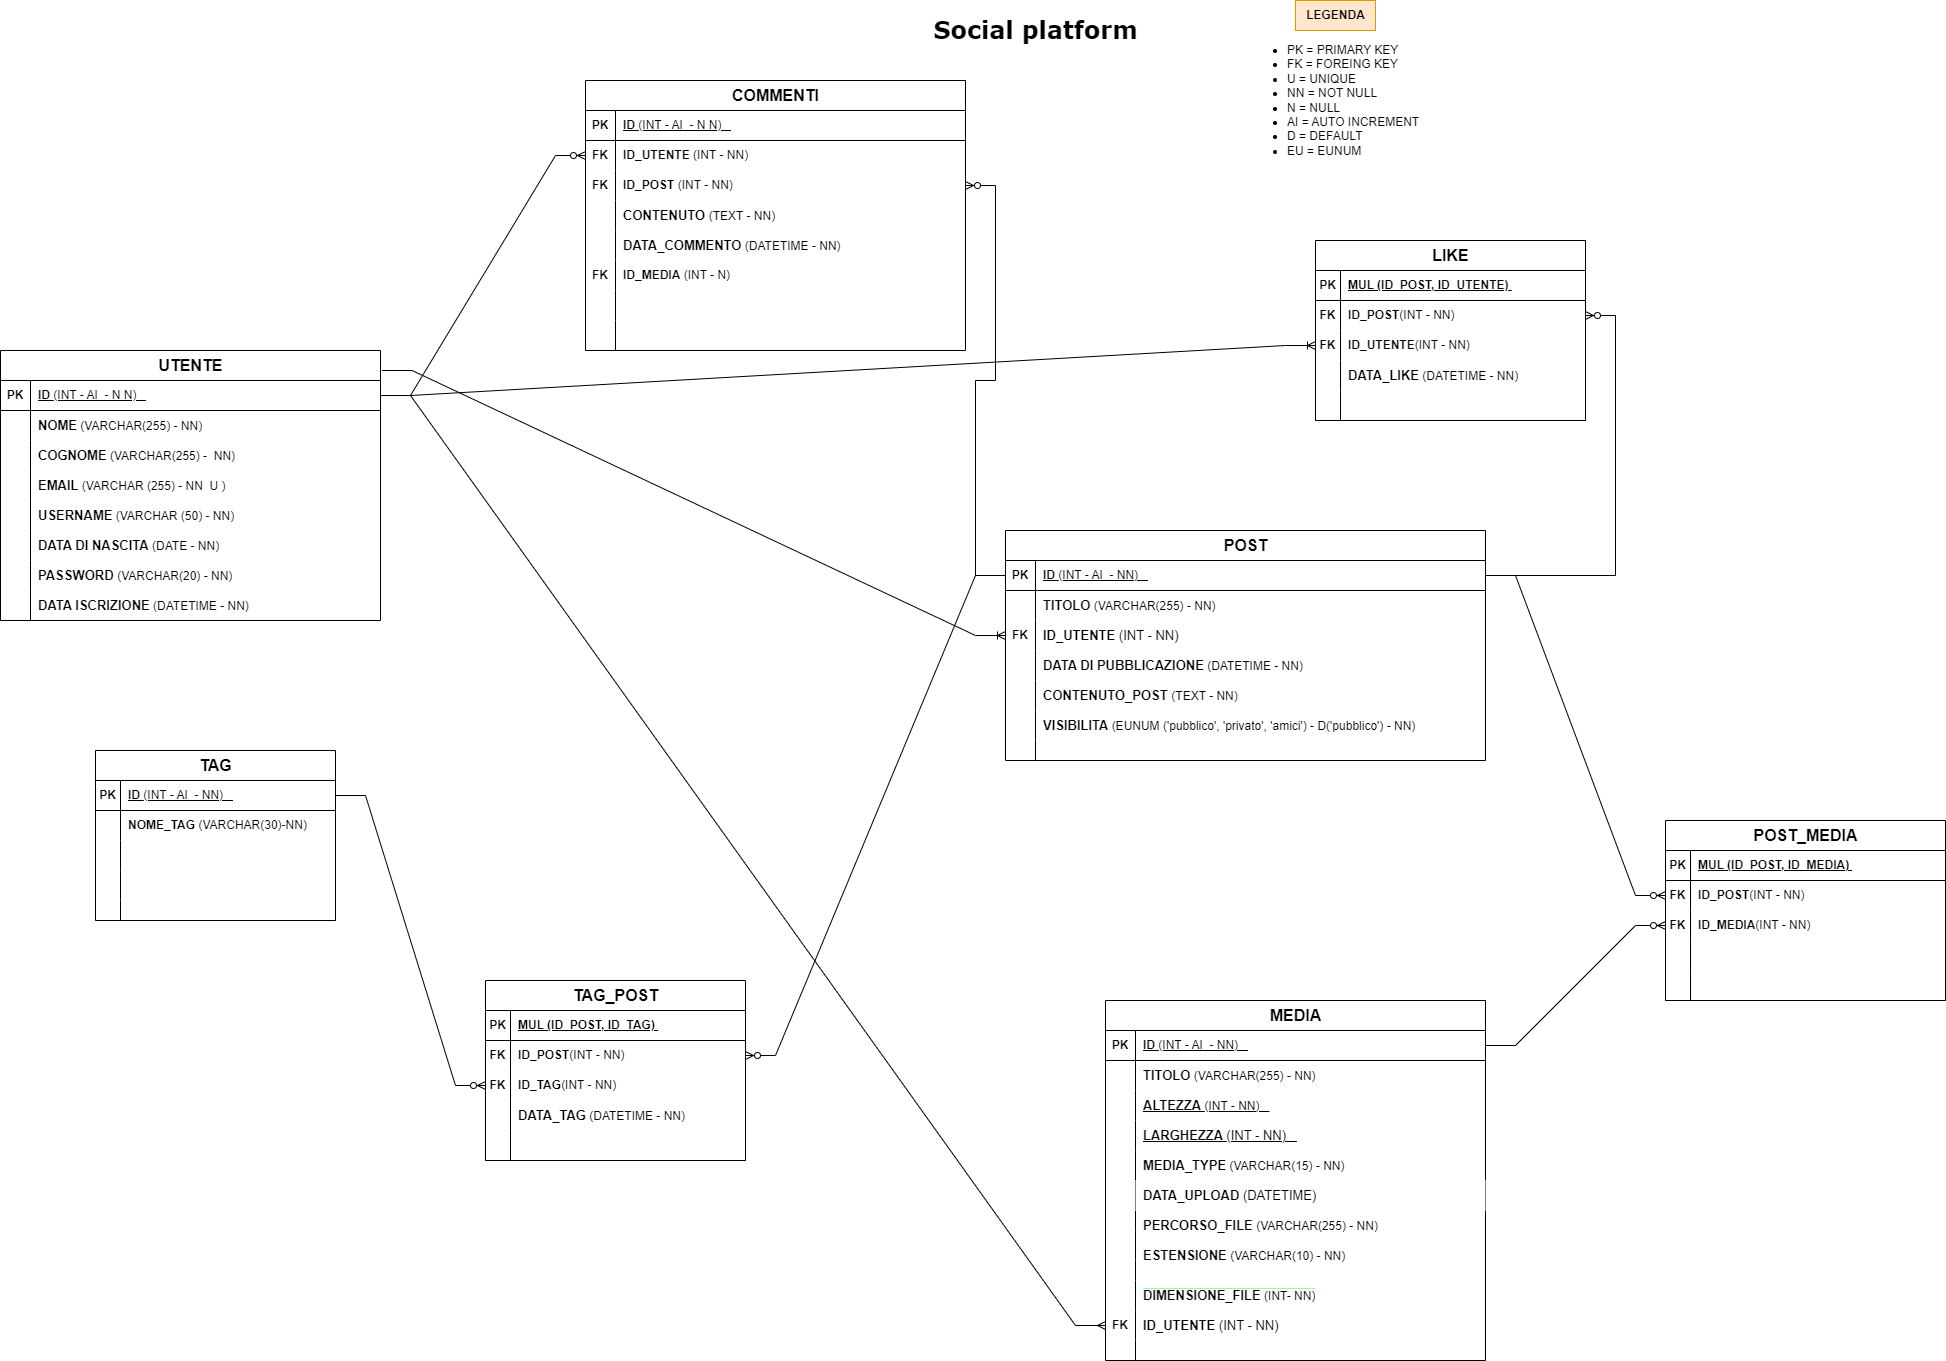 Social platform
LEGENDA
PK = PRIMARY KEY
FK = FOREING KEY
U = UNIQUE
NN = NOT NULL
N = NULL
AI = AUTO INCREMENT
D = DEFAULT
EU = EUNUM
COMMENTI
PK ID (INT - AI - N N)
FK ID_UTENTE (INT - NN)
FK ID_POST (INT - NN)
CONTENUTO (TEXT - NN)
DATA_COMMENTO (DATETIME - NN)
FK ID_MEDIA (INT - N)
LIKE
PK MUL (ID_POST, ID_UTENTE)
FK ID_POST(INT - NN)
FK ID_UTENTE(INT - NN)
DATA_LIKE (DATETIME - NN)
UTENTE
PK ID (INT - AI - N N)
NOME (VARCHAR(255) - NN)
COGNOME (VARCHAR(255) - NN)
EMAIL (VARCHAR (255) - NN U )
USERNAME (VARCHAR (50) - NN)
DATA DI NASCITA (DATE - NN)
PASSWORD (VARCHAR(20) - NN)
DATA ISCRIZIONE (DATETIME - NN)
POST
PK ID (INT - AI - NN)
TITOLO (VARCHAR(255) - NN)
FK ID_UTENTE (INT - NN)
DATA DI PUBBLICAZIONE (DATETIME - NN)
CONTENUTO_POST (TEXT - NN)
VISIBILITA (EUNUM ('pubblico', 'privato', 'amici') - D('pubblico') - NN)
TAG
PK ID (INT - AI - NN)
NOME_TAG (VARCHAR(30)-NN)
POST_MEDIA
PK MUL (ID_POST, ID_MEDIA)
FK ID_POST(INT - NN)
FK ID_MEDIA(INT - NN)
TAG_POST
PK MUL (ID_POST, ID_TAG)
FK ID_POST(INT - NN)
FK ID_TAG(INT - NN)
DATA_TAG (DATETIME - NN)
MEDIA
PK ID (INT - AI - NN)
TITOLO (VARCHAR(255) - NN)
ALTEZZA (INT - NN)
LARGHEZZA (INT - NN)
MEDIA_TYPE (VARCHAR(15) - NN)
DATA_UPLOAD (DATETIME)
PERCORSO_FILE (VARCHAR(255) - NN)
ESTENSIONE (VARCHAR(10) - NN)
DIMENSIONE_FILE (INT- NN)
FK ID_UTENTE (INT - NN)